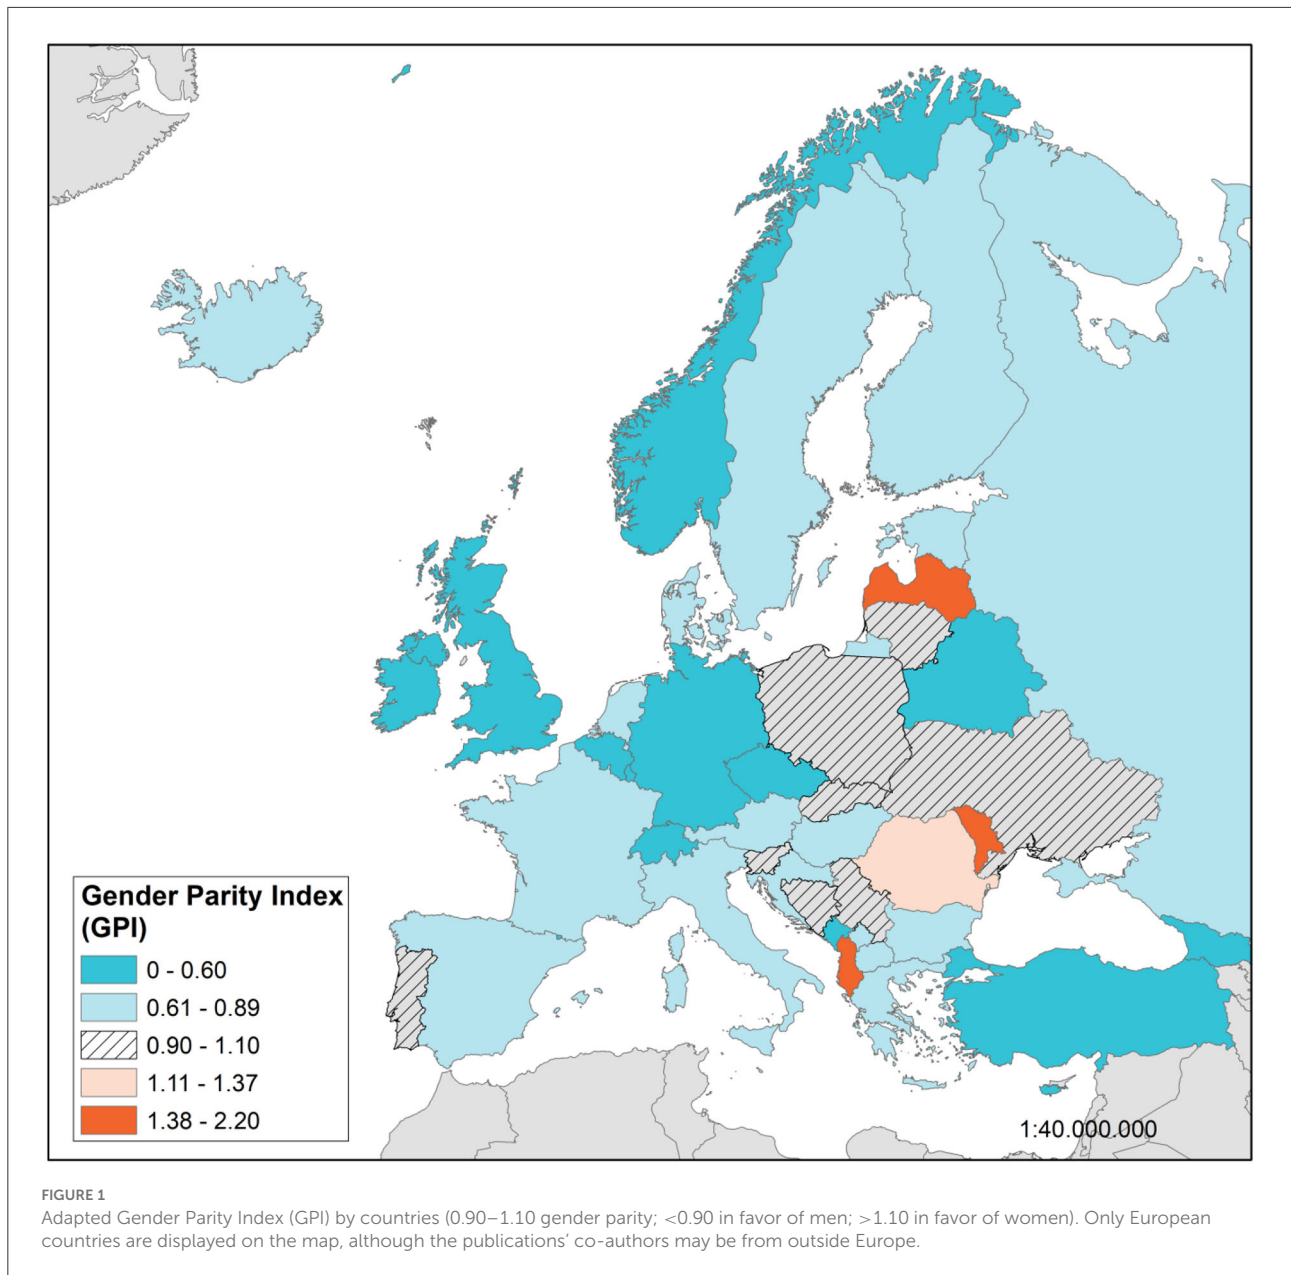 Gender Parity Index
(GPI)
0 - 0.60
0.61 - 0.89
0.90 - 1.10
1.11 - 1.37
1.38 - 2.20
1:40.000.000
FIGURE 1
Adapted Gender Parity Index (GPI) by countries (0.90–1.10 gender parity; <0.90 in favor of men; >1.10 in favor of women). Only European
countries are displayed on the map, although the publications’ co-authors may be from outside Europe.